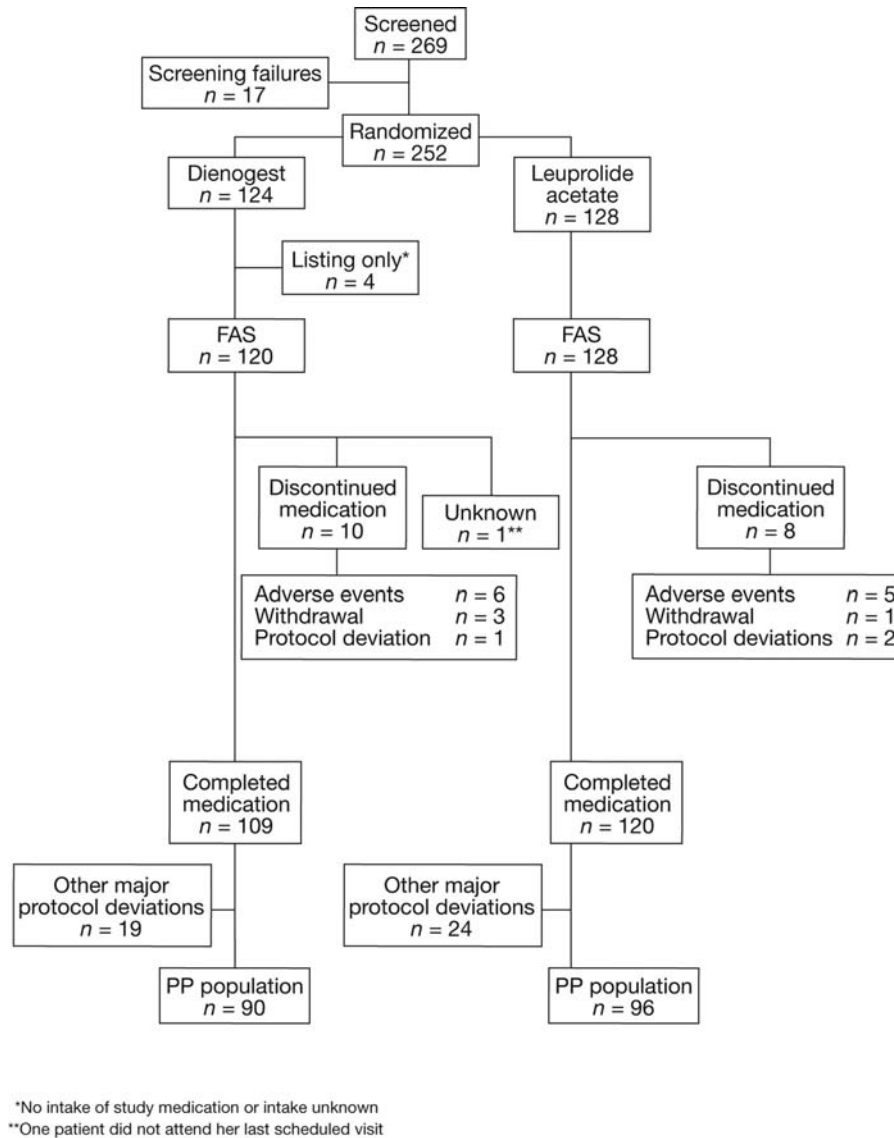 Screened
n = 269
Screening failures
n = 17
Randomized
n = 252
Dienogest
n = 124
Leuprolide
acetate
n = 128
Listing only*
n = 4
FAS
n = 120
FAS
n = 128
Discontinued
medication
n = 10
Unknown
n = 1**
Discontinued
medication
n = 8
Adverse events n = 6
Withdrawal n = 3
Protocol deviation n = 1
Adverse events n = 5
Withdrawal n = 1
Protocol deviations n = 2
Completed
medication
n = 109
Completed
medication
n = 120
Other major
protocol deviations
n = 19
Other major
protocol deviations
n = 24
PP population
n = 90
PP population
n = 96
*No intake of study medication or intake unknown
**One patient did not attend her last scheduled visit